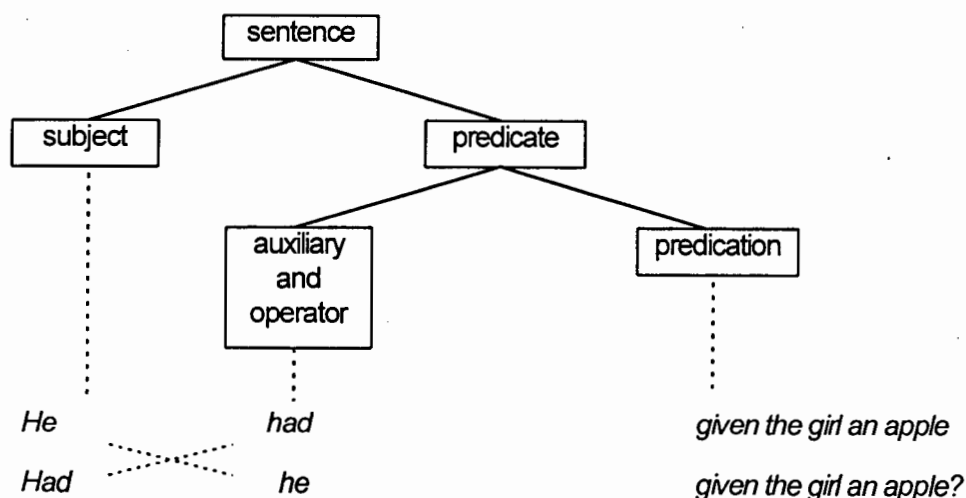 sentence
subject
predicate
auxiliary
and
operator
predication
He had given the girl an apple
Had he given the girl an apple?